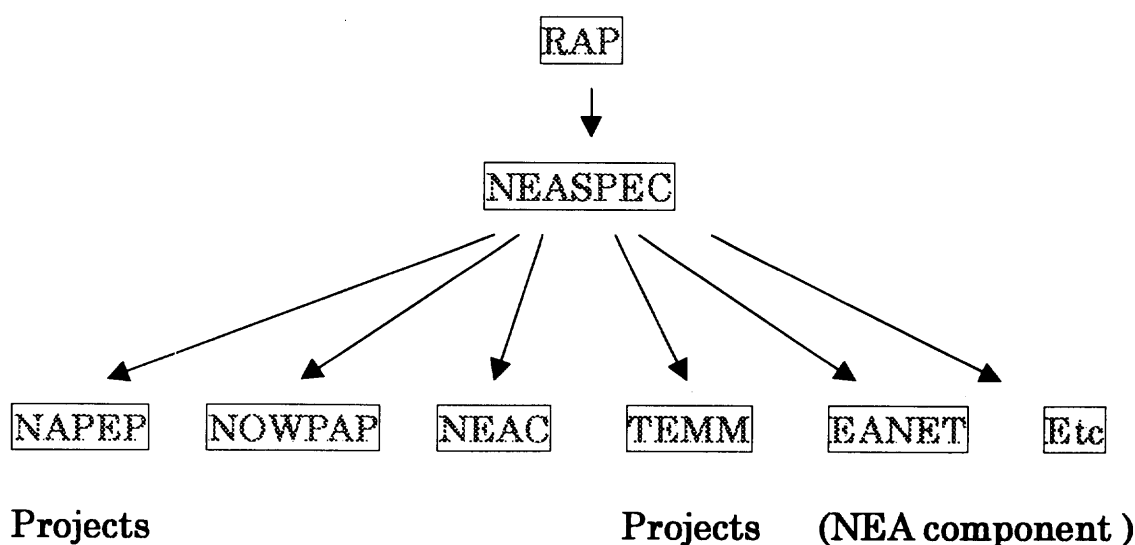 RAP
NEASPEC
NAPEP NOWPAP NEAC TEMM EANET Etc
Projects Projects (NEA component )